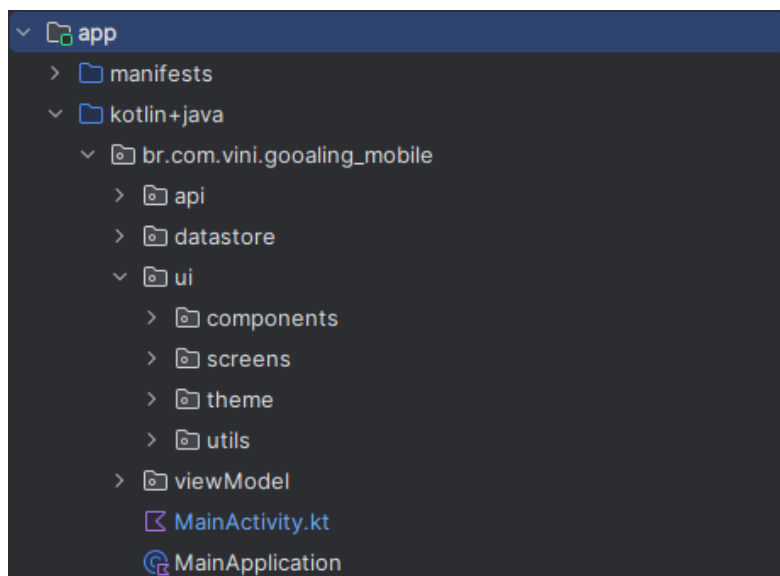 app
manifests
kotlin+java
br.com.vini.gooaling_mobile
api
datastore
ui
components
screens
theme
utils
viewModel
MainActivity.kt
MainApplication